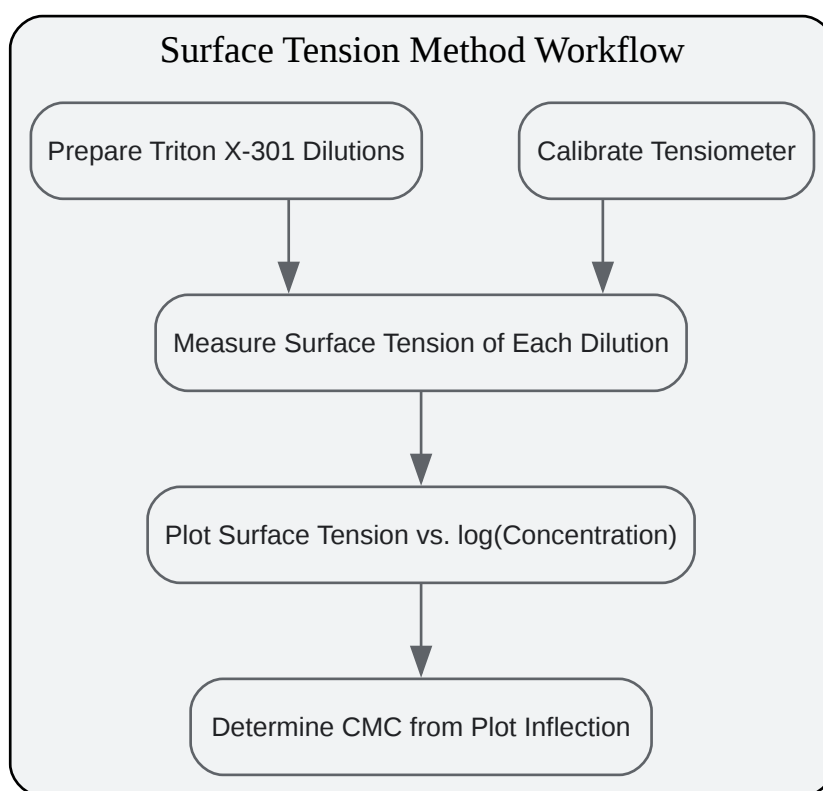 Surface Tension Method Workflow
Prepare Triton X-301 Dilutions
Calibrate Tensiometer
Measure Surface Tension of Each Dilution
Plot Surface Tension vs. log(Concentration)
Determine CMC from Plot Inflection